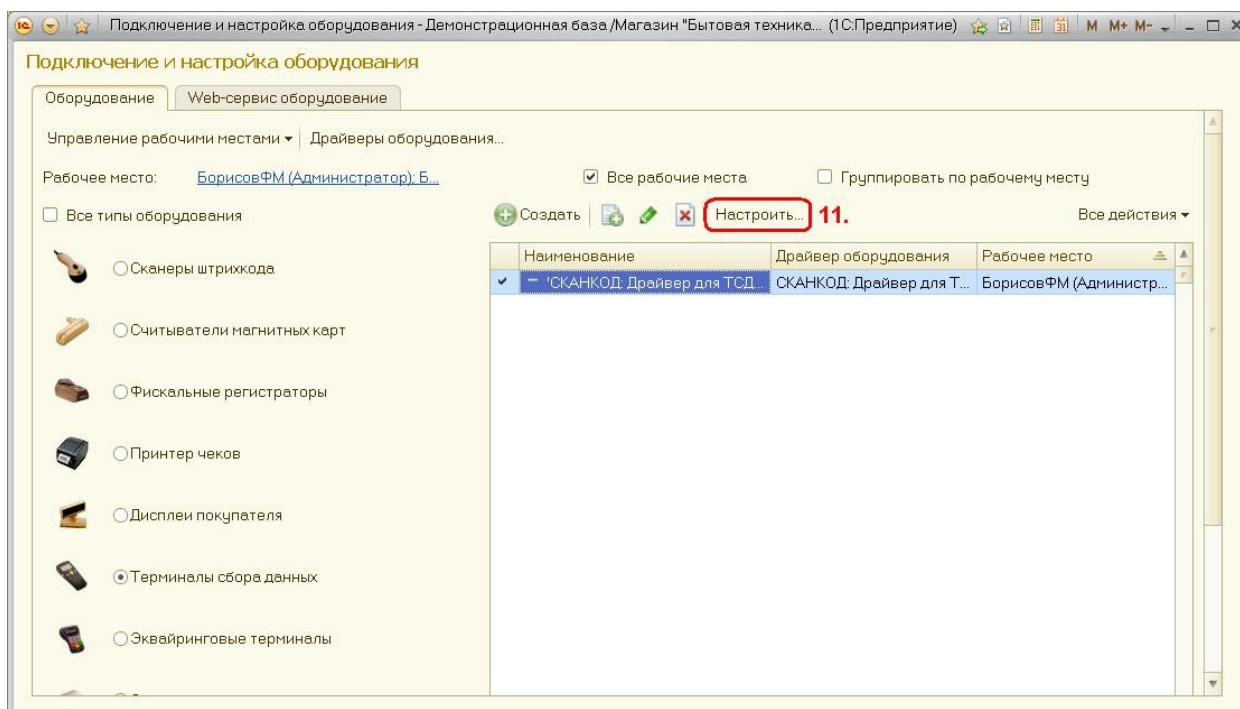 Подключение и настройка оборудования - Демонстрационная база /Магазин "Бытовая техника... (1С:Предприятие) M M+ M-
Подключение и настройка оборудования
Оборудование Web-сервис оборудование
Управление рабочими местами Драйверы оборудования...
Рабочее место: БорисовФМ (Администратор); Б... Все рабочие места Группировать по рабочему месту
Все типы оборудования Создать Настроить... 11. Все действия
Наименование Драйвер оборудования Рабочее место
'СКАНКОД: Драйвер для ТСД... СКАНКОД: Драйвер для Т... БорисовФМ (Администр...
Сканеры штрихкода
Считыватели магнитных карт
Фискальные регистраторы
Принтер чеков
Дисплеи покупателя
Терминалы сбора данных
Эквайринговые терминалы